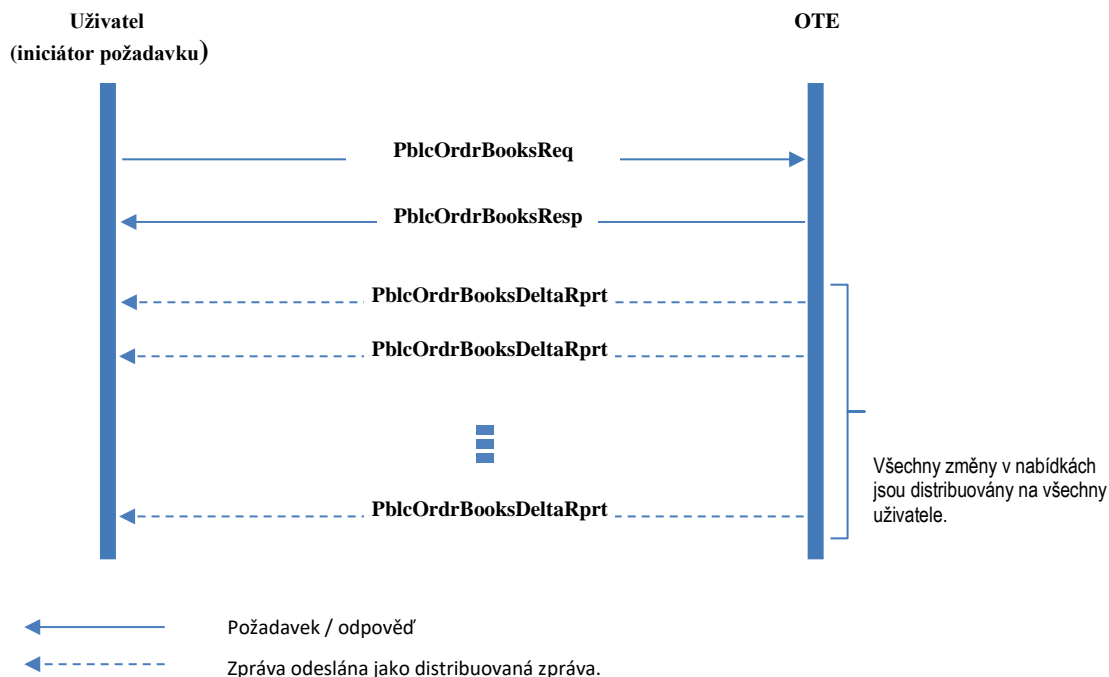 Uživatel
(iniciátor požadavku)
OTE
PblcOrdrBooksReq
PblcOrdrBooksResp
PblcOrdrBooksDeltaRprt
PblcOrdrBooksDeltaRprt
PblcOrdrBooksDeltaRprt
Všechny změny v nabídkách
jsou distribuovány na všechny
uživatele.
Požadavek / odpověď
Zpráva odeslána jako distribuovaná zpráva.